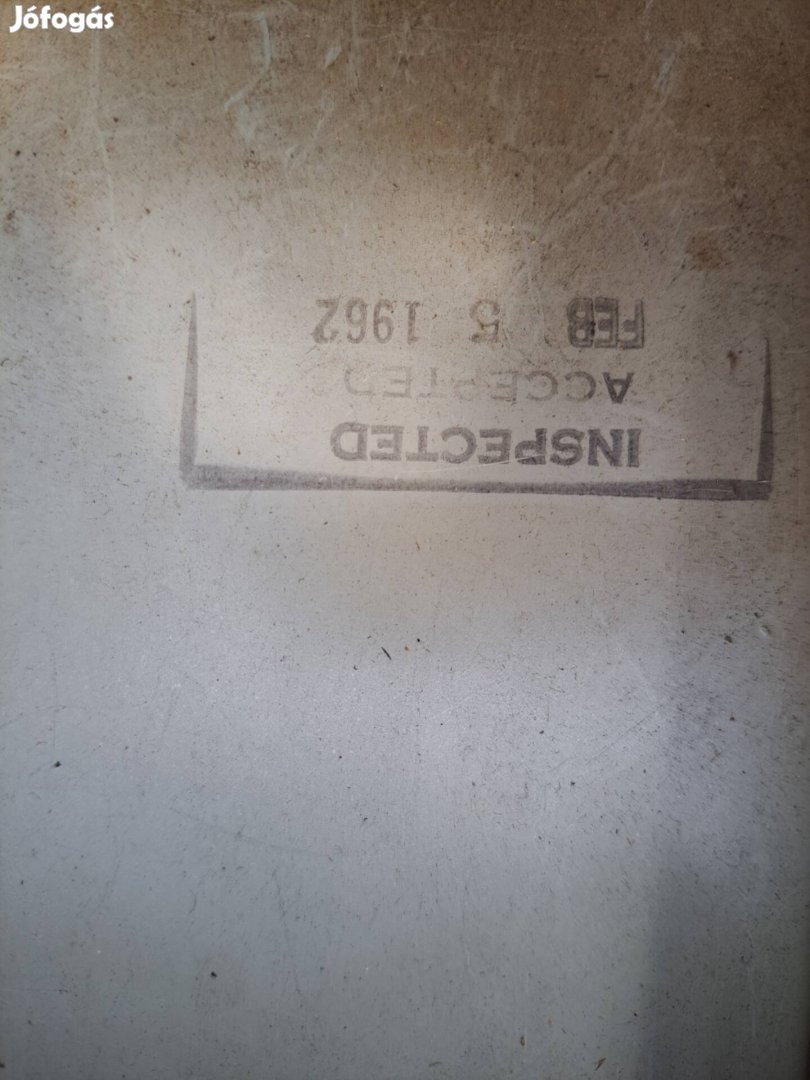 Jófogás
INSPECTED
ACCEPTED
FEB 5 1962